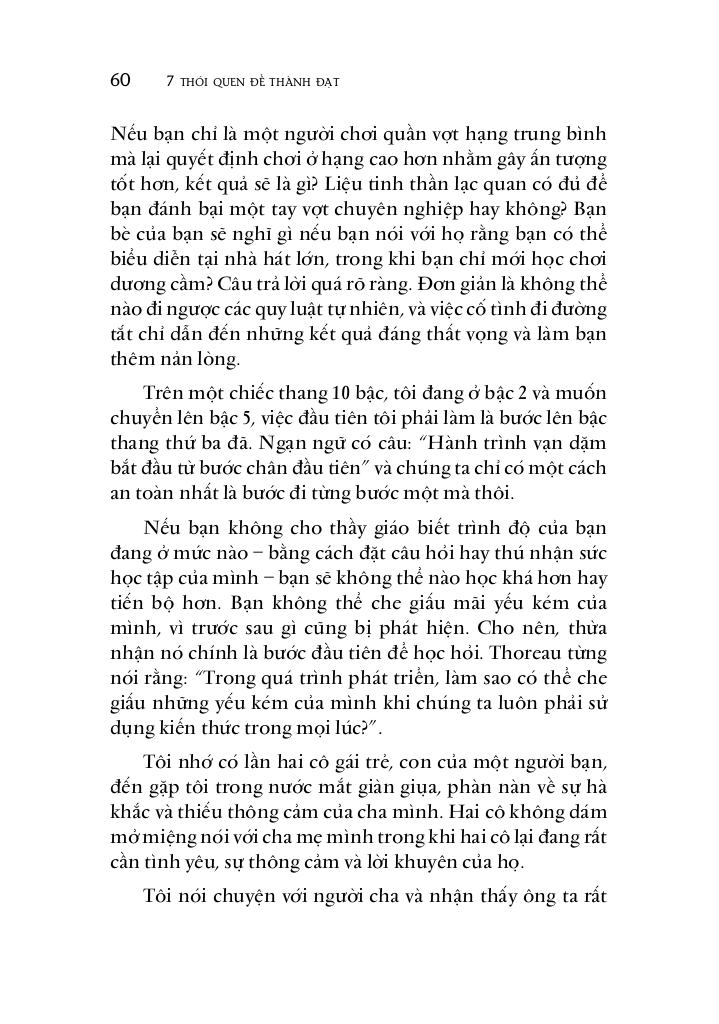 60 7 THÓI QUEN ĐỂ THÀNH ĐẠT
Nếu bạn chỉ là một người chơi quần vợt hạng trung bình
mà lại quyết định chơi ở hạng cao hơn nhằm gây ấn tượng
tốt hơn, kết quả sẽ là gì? Liệu tinh thần lạc quan có đủ để
bạn đánh bại một tay vợt chuyên nghiệp hay không? Bạn
bè của bạn sẽ nghĩ gì nếu bạn nói với họ rằng bạn có thể
biểu diễn tại nhà hát lớn, trong khi bạn chỉ mới học chơi
dương cầm? Câu trả lời quá rõ ràng. Đơn giản là không thể
nào đi ngược các quy luật tự nhiên, và việc cố tình đi đường
tắt chỉ dẫn đến những kết quả đáng thất vọng và làm bạn
thêm nản lòng.
Trên một chiếc thang 10 bậc, tôi đang ở bậc 2 và muốn
chuyển lên bậc 5, việc đầu tiên tôi phải làm là bước lên bậc
thang thứ ba đã. Ngạn ngữ có câu: “Hành trình vạn dặm
bắt đầu từ bước chân đầu tiên” và chúng ta chỉ có một cách
an toàn nhất là bước đi từng bước một mà thôi.
Nếu bạn không cho thầy giáo biết trình độ của bạn
đang ở mức nào – bằng cách đặt câu hỏi hay thú nhận sức
học tập của mình – bạn sẽ không thể nào học khá hơn hay
tiến bộ hơn. Bạn không thể che giấu mãi yếu kém của
mình, vì trước sau gì cũng bị phát hiện. Cho nên, thừa
nhận nó chính là bước đầu tiên để học hỏi. Thoreau từng
nói rằng: “Trong quá trình phát triển, làm sao có thể che
giấu những yếu kém của mình khi chúng ta luôn phải sử
dụng kiến thức trong mọi lúc?”.
Tôi nhớ có lần hai cô gái trẻ, con của một người bạn,
đến gặp tôi trong nước mắt giàn giụa, phàn nàn về sự hà
khắc và thiếu thông cảm của cha mình. Hai cô không dám
mở miệng nói với cha mẹ mình trong khi hai cô lại đang rất
cần tình yêu, sự thông cảm và lời khuyên của họ.
Tôi nói chuyện với người cha và nhận thấy ông ta rất